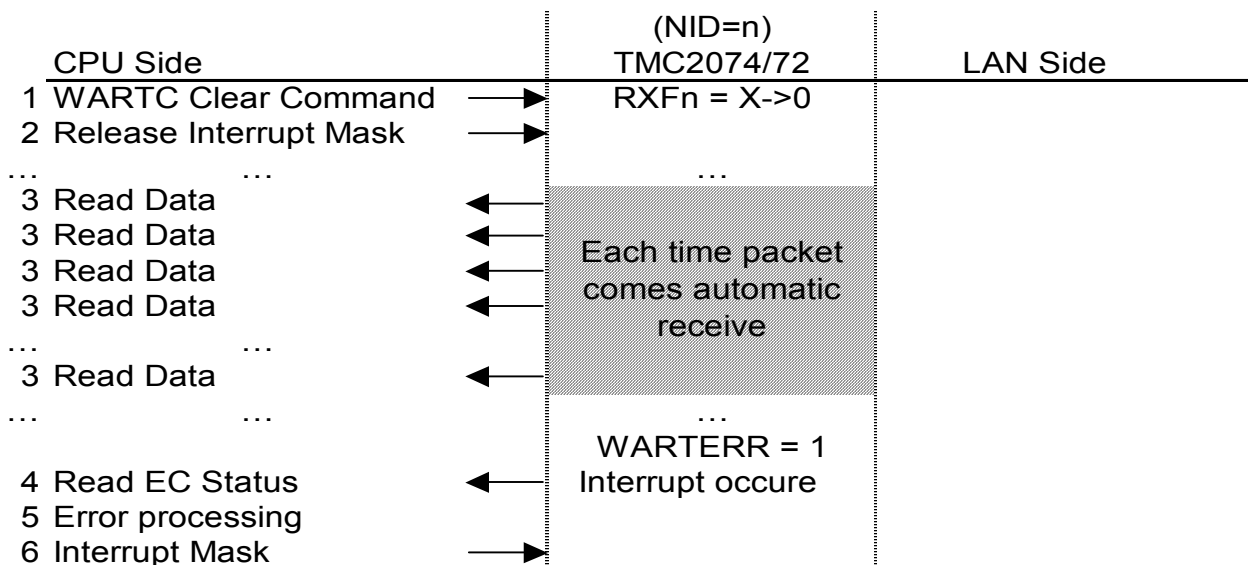 (NID=n)
CPU Side TMC2074/72 LAN Side
1 WARTC Clear Command RXFn = X->0
2 Release Interrupt Mask
... ... ...
3 Read Data
3 Read Data
3 Read Data
3 Read Data
Each time packet
comes automatic
receive
... ...
3 Read Data
... ... ...
WARTERR = 1
4 Read EC Status Interrupt occure
5 Error processing
6 Interrupt Mask